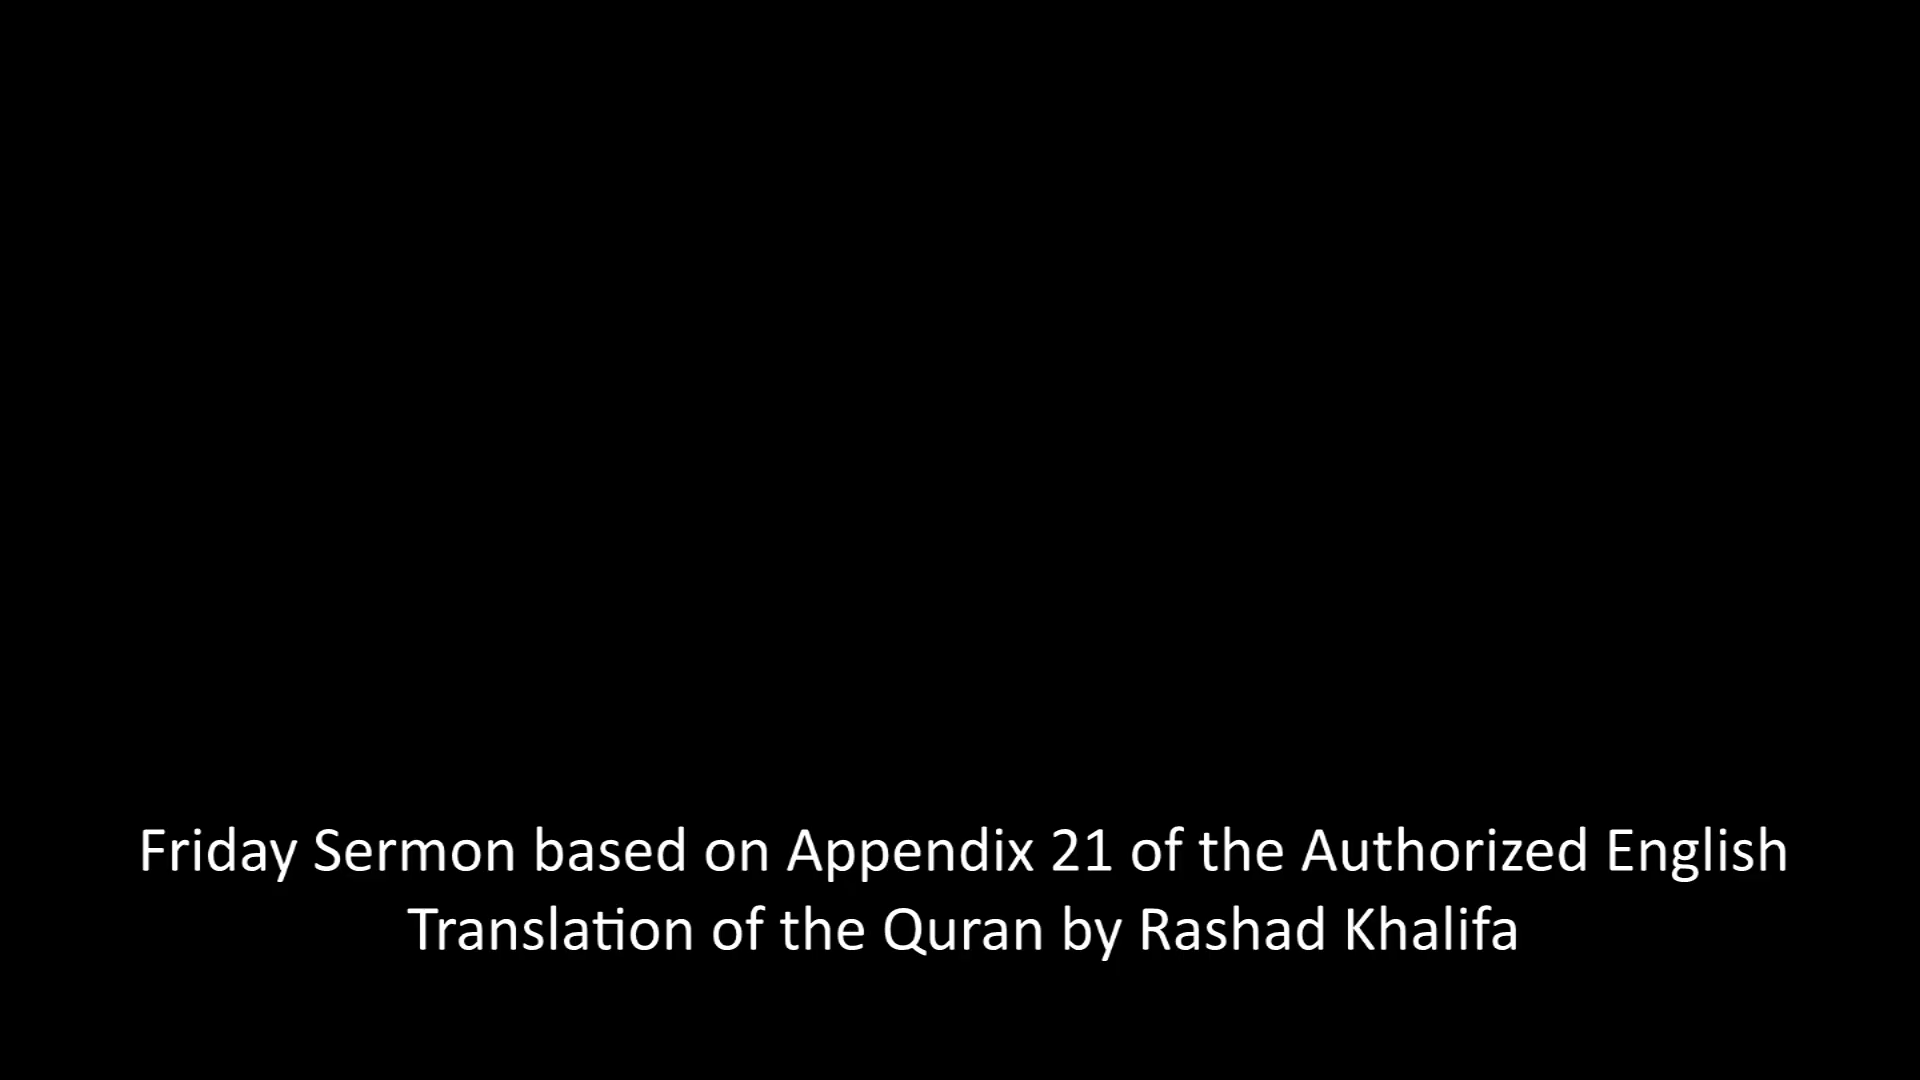 Friday Sermon based on Appendix 21 of the Authorized English
Translation of the Quran by Rashad Khalifa